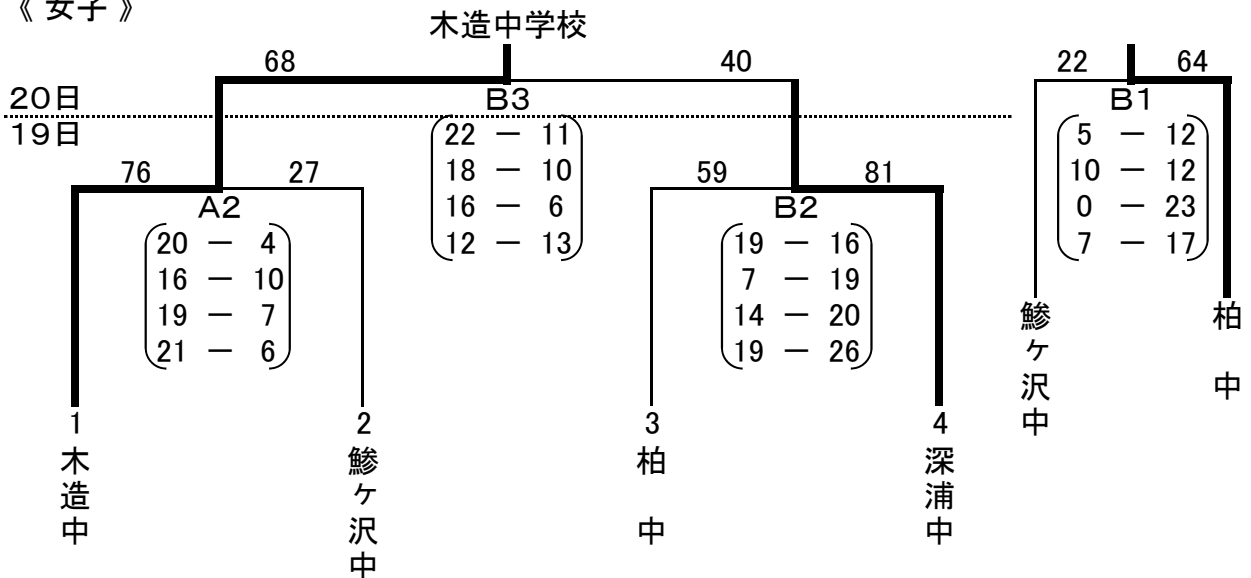 《 女子 》
木造中学校
68
40
22
64
20日
B3
B1
19日
22 － 11
18 － 10
16 － 6
12 － 13
5 － 12
10 － 12
0 － 23
7 － 17
76
27
59
81
A2
B2
20 － 4
16 － 10
19 － 7
21 － 6
19 － 16
7 － 19
14 － 20
19 － 26
鰺ヶ沢中
柏 中
1
2
3
4
木造中
鰺ヶ沢中
柏 中
深浦中